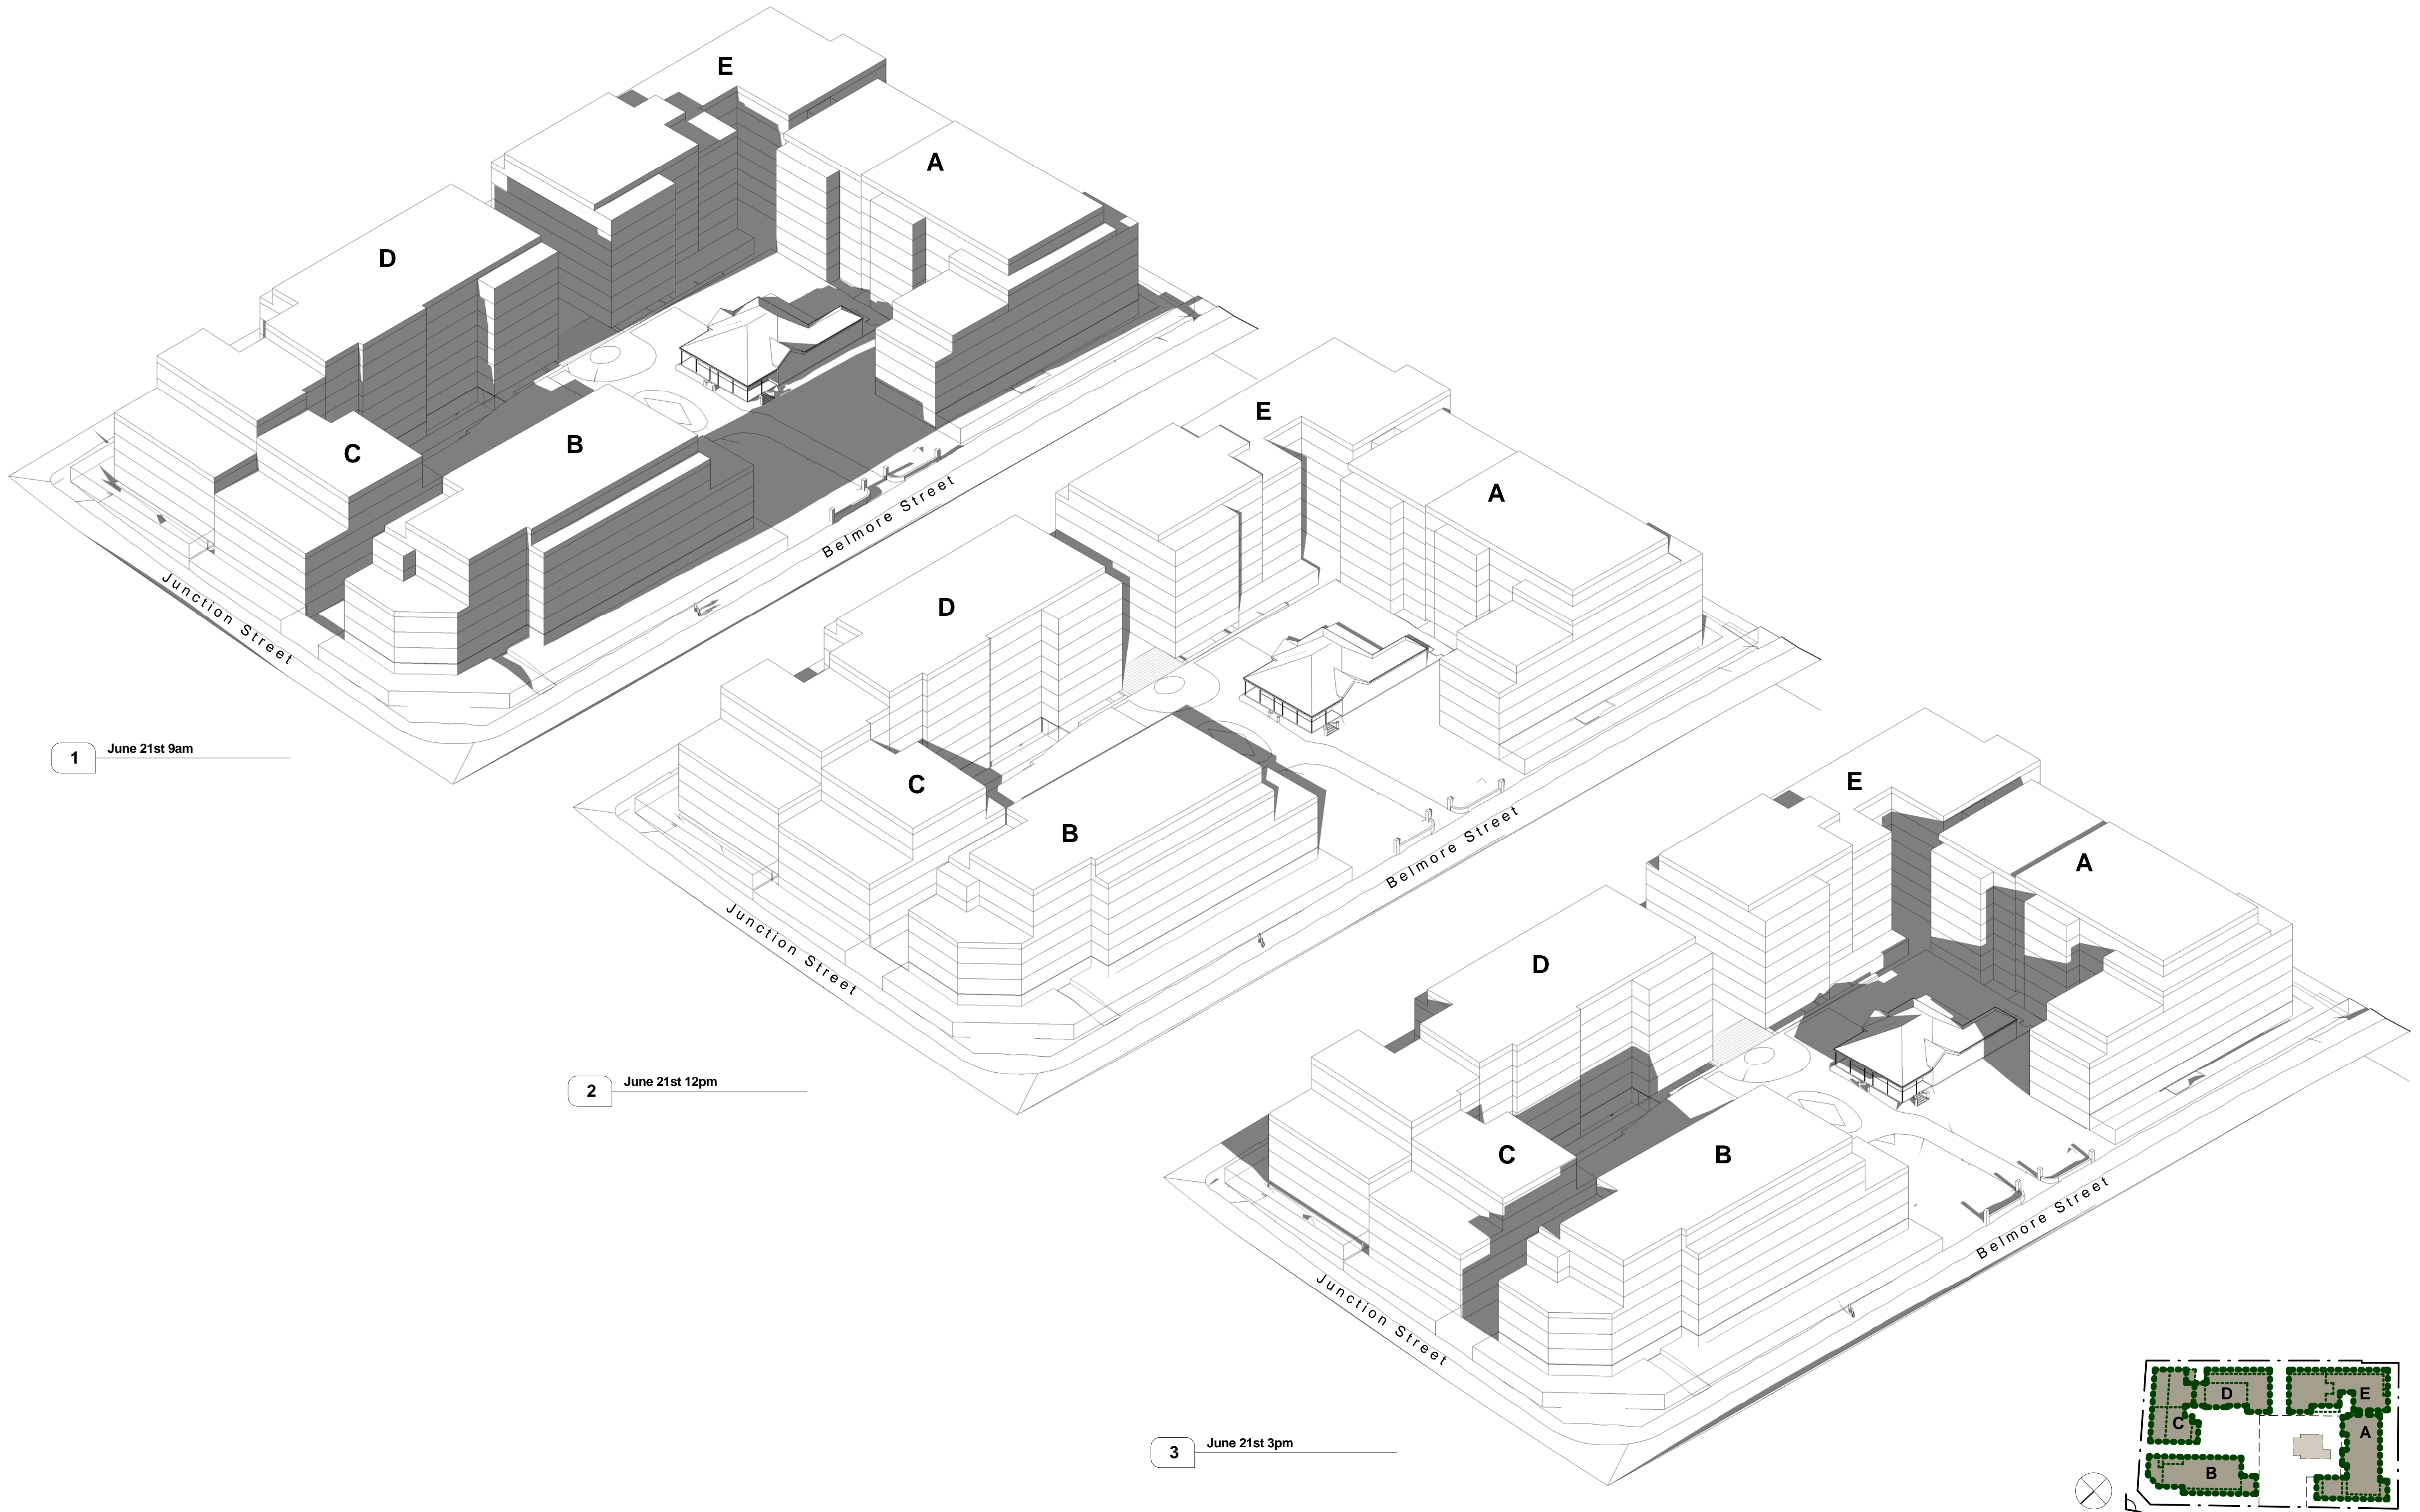 E
A
D
C
B
Junction Street
Belmore Street
1 June 21st 9am
E
A
D
C
B
Junction Street
Belmore Street
2 June 21st 12pm
E
A
D
C
B
Junction Street
Belmore Street
3 June 21st 3pm
D
E
C
A
B